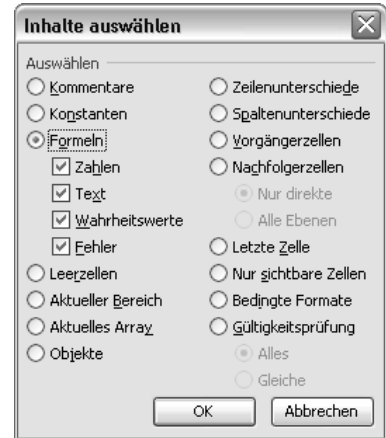 Inhalte auswählen
Auswählen
Kommentare
Konstanten
Formeln
Zahlen
Text
Wahrheitswerte
Fehler
Leerzellen
Aktueller Bereich
Aktuelles Array
Objekte
Zeilenunterschiede
Spaltenunterschiede
Vorgängerzellen
Nachfolgerzellen
Nur direkte
Alle Ebenen
Letzte Zelle
Nur sichtbare Zellen
Bedingte Formate
Gültigkeitsprüfung
Alles
Gleiche
OK
Abbrechen